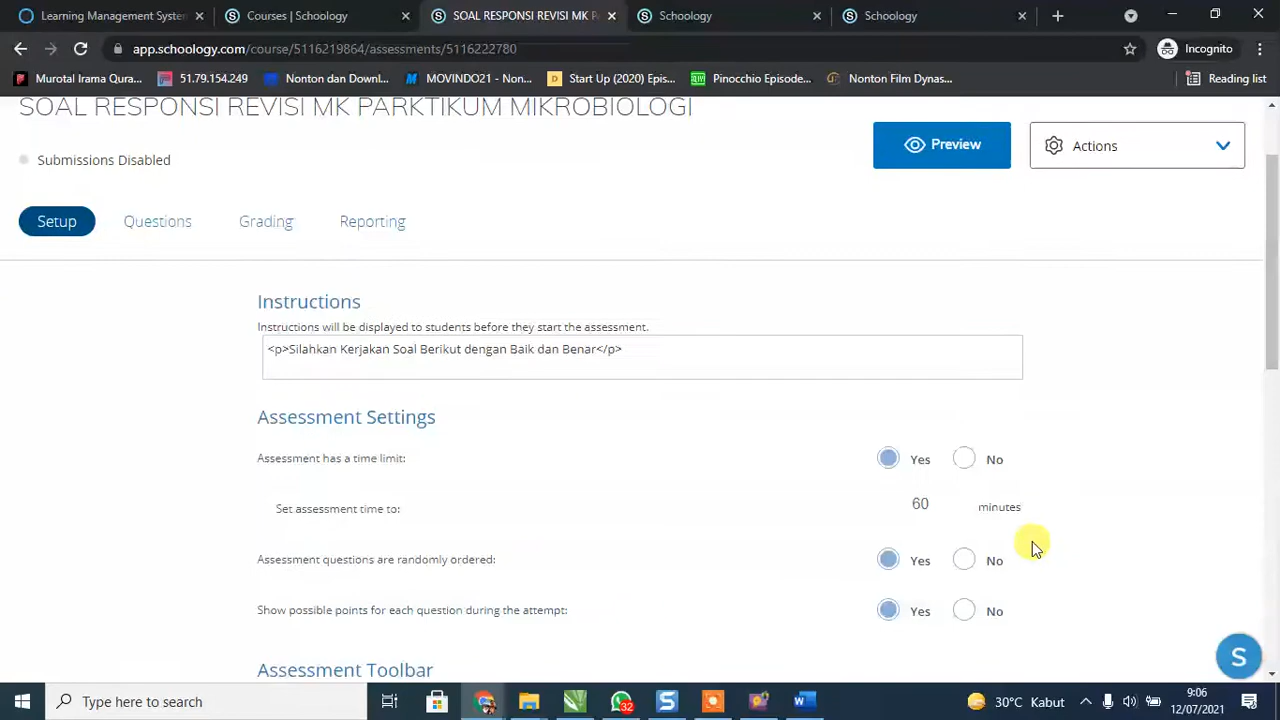 Learning Management System
Courses | Schoology
SOAL RESPONSI REVISI MK P
Schoology
Schoology
app.schoology.com/course/5116219864/assessments/5116222780
Incognito
Murotal Irama Qura...
51.79.154.249
Nonton dan Downl...
MOVINDO21 - Non...
Start Up (2020) Epis...
Pinocchio Episode...
Nonton Film Dynas...
Reading list
SOAL RESPONSI REVISI MK PARKTIKUM MIKROBIOLOGI
Submissions Disabled
Preview
Actions
Setup
Questions
Grading
Reporting
Instructions
Instructions will be displayed to students before they start the assessment.
<p>Silahkan Kerjakan Soal Berikut dengan Baik dan Benar</p>
Assessment Settings
Assessment has a time limit:
Yes
No
Set assessment time to:
60
minutes
Assessment questions are randomly ordered:
Yes
No
Show possible points for each question during the attempt:
Yes
No
Assessment Toolbar
S
Type here to search
32
30°C Kabut
9:06
12/07/2021